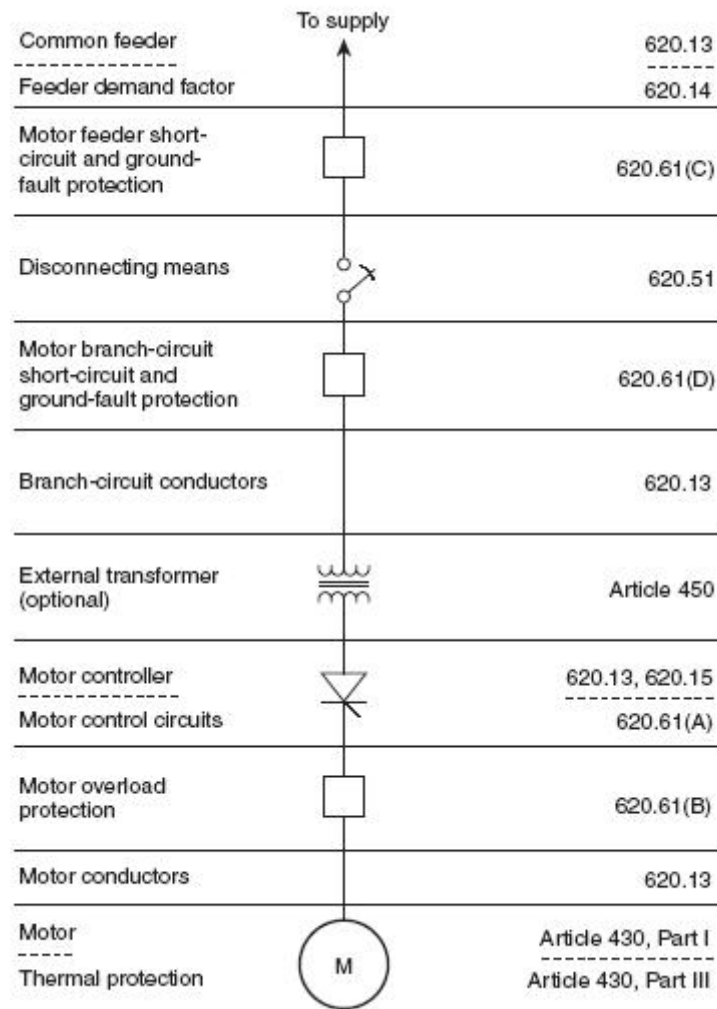 To supply
Common feeder 620.13
Feeder demand factor 620.14
Motor feeder short-
circuit and ground-
fault protection 620.61(C)
Disconnecting means 620.51
Motor branch-circuit
short-circuit and
ground-fault protection 620.61(D)
Branch-circuit conductors 620.13
External transformer
(optional) Article 450
Motor controller 620.13, 620.15
Motor control circuits 620.61(A)
Motor overload
protection 620.61(B)
Motor conductors 620.13
Motor Article 430, Part I
M
Thermal protection Article 430, Part III